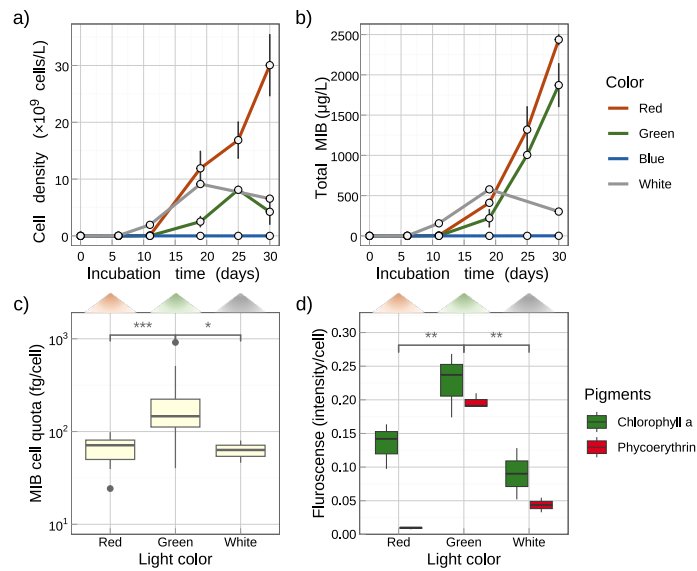 a)
Cell density (×10⁹ cells/L)
30
20
10
0
0 5 10 15 20 25 30
Incubation time (days)
b)
Total MIB (µg/L)
2500
2000
1500
1000
500
0
0 5 10 15 20 25 30
Incubation time (days)
Color
Red
Green
Blue
White
c)
MIB cell quota (fg/cell)
10³
10²
10¹
*** *
Red Green White
Light color
d)
Fluroscense (intensity/cell)
0.30
0.25
0.20
0.15
0.10
0.05
0.00
** **
Red Green White
Light color
Pigments
Chlorophyll a
Phycoerythrin